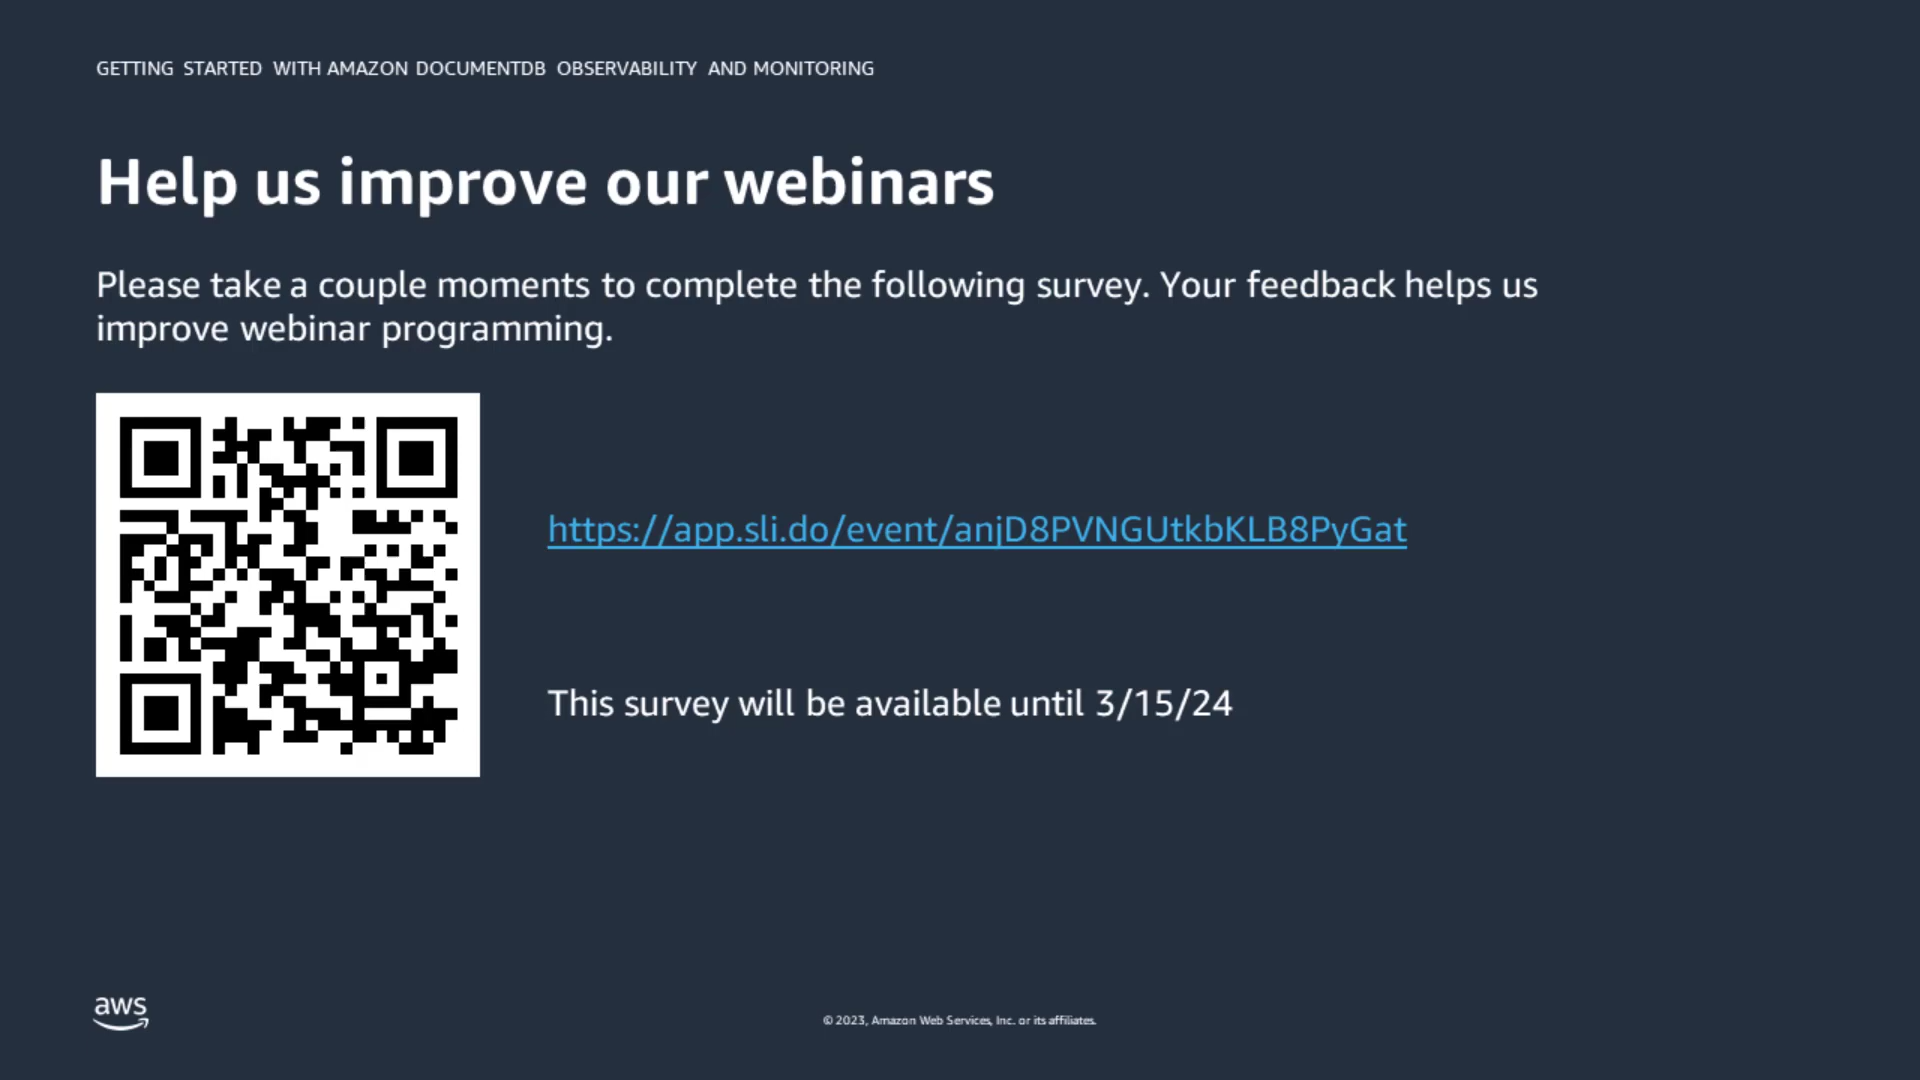 GETTING STARTED WITH AMAZON DOCUMENTDB OBSERVABILITY AND MONITORING
Help us improve our webinars
Please take a couple moments to complete the following survey. Your feedback helps us
improve webinar programming.
https://app.sli.do/event/anjD8PVNGUtkbKLB8PyGat
This survey will be available until 3/15/24
aws
© 2023, Amazon Web Services, Inc. or its affiliates.